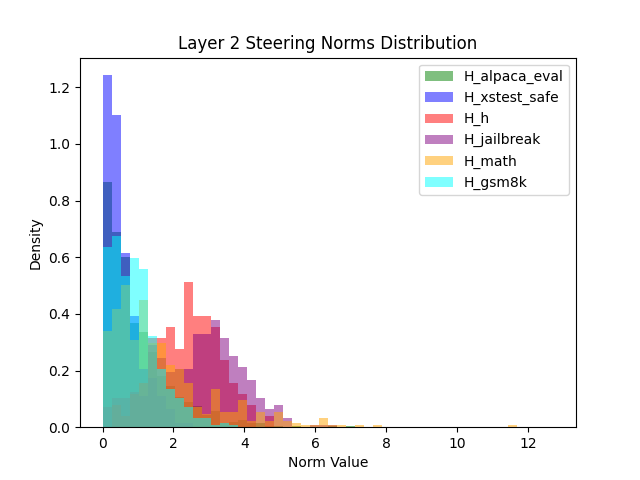 Layer 2 Steering Norms Distribution
H_alpaca_eval
H_xstest_safe
H_h
H_jailbreak
H_math
H_gsm8k
Density
1.2
1.0
0.8
0.6
0.4
0.2
0.0
0 2 4 6 8 10 12
Norm Value